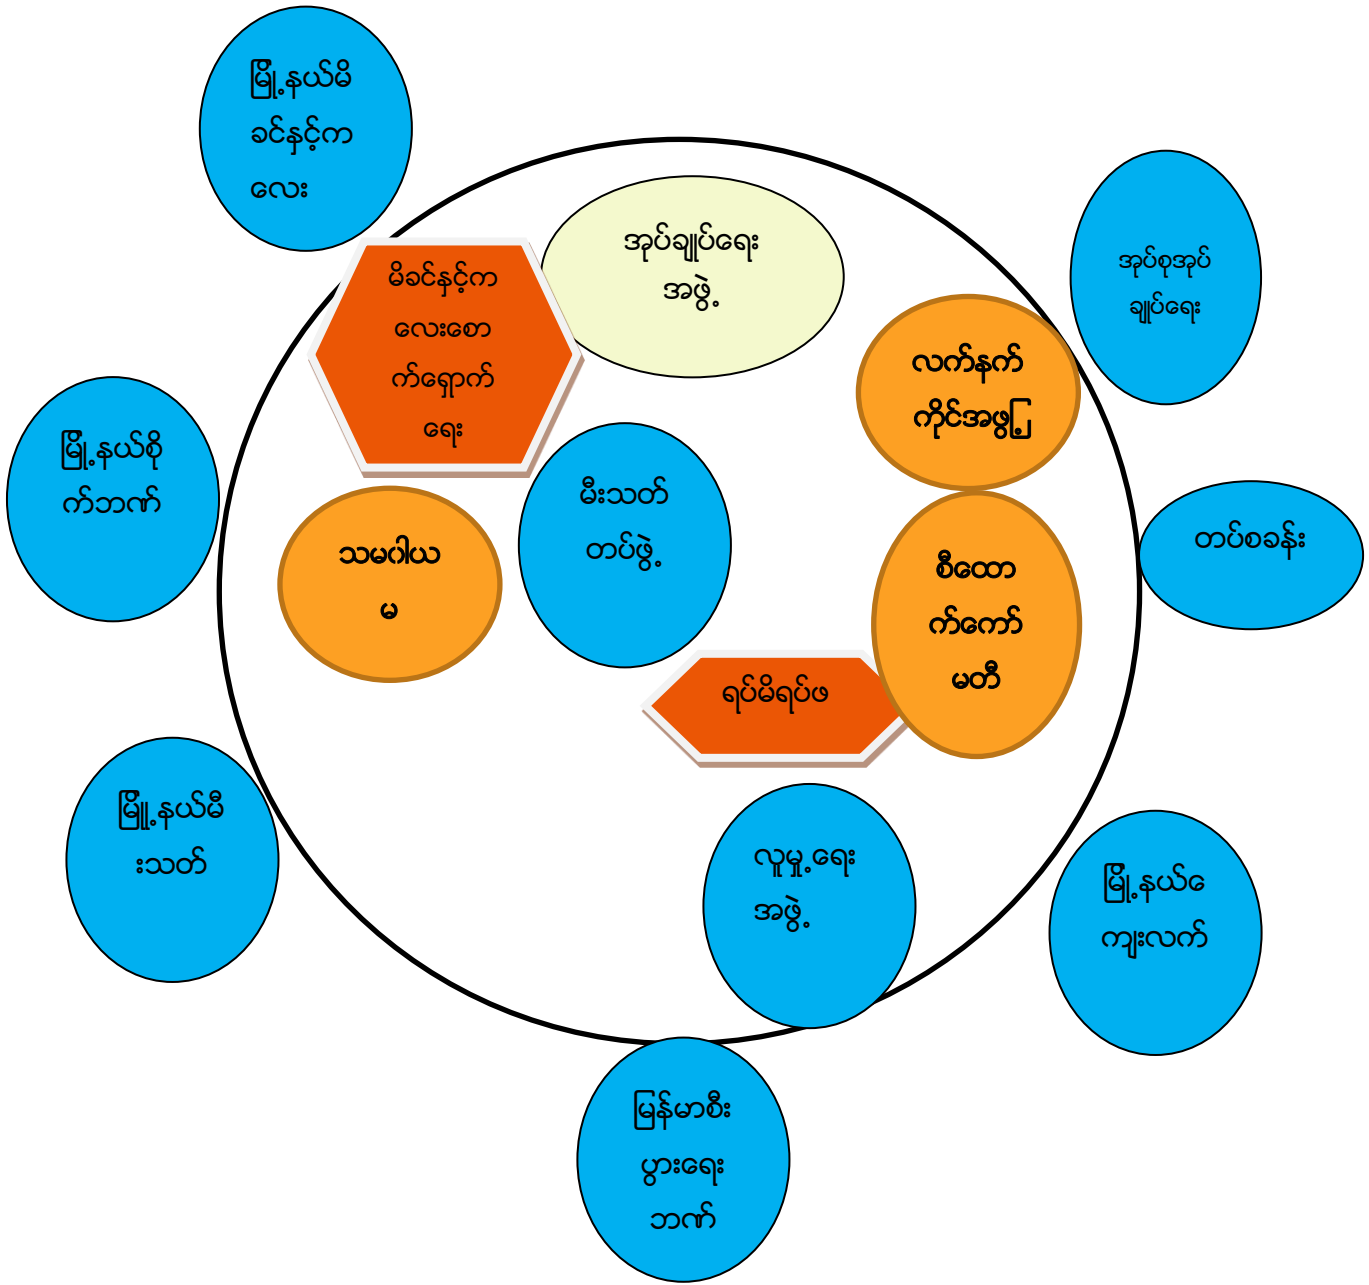 မြို့နယ်မိ
ခင်နှင့်က
လေး
အုပ်ချုပ်ရေး
အဖွဲ့
မိခင်နှင့်က
လေးစော
က်ရှောက်
ရေး
အုပ်စုအုပ်
ချုပ်ရေး
လက်နက်
ကိုင်အဖွဲ့
မြို့နယ်စို
က်ဘဏ်
မီးသတ်
တပ်ဖွဲ့
တပ်စခန်း
သမဂါယ
မ
စီထော
က်ကော်
မတီ
ရပ်မိရပ်ဖ
မြို့နယ်မီ
းသတ်
လူမှု့ရေး
အဖွဲ့
မြို့နယ်ေ
ကျးလက်
မြန်မာစီး
ပွားရေး
ဘဏ်